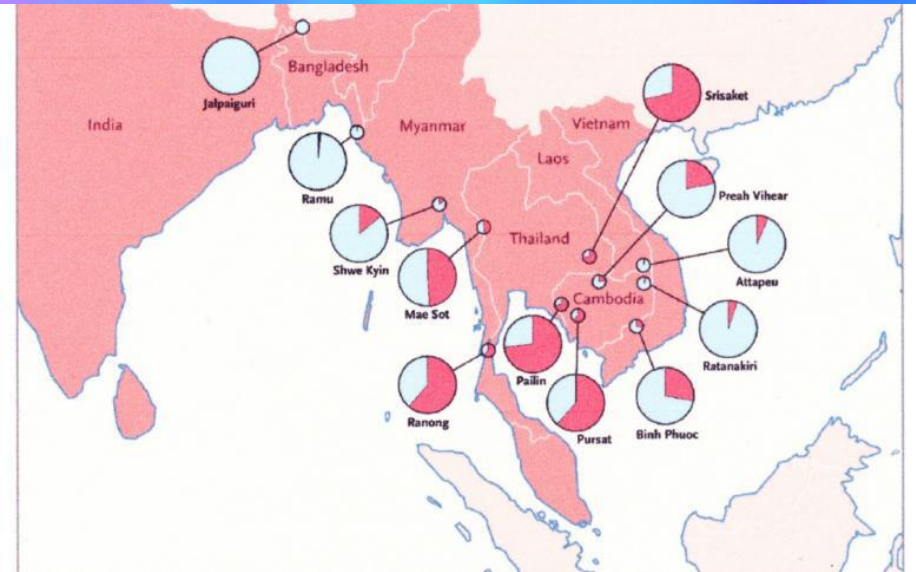 Srisaket
Bangladesh
Jalpaiguri
India
Myanmar
Vietnam
Laos
Preah Vihear
Ramu
Thailand
Shwe Kyin
Attapeu
Mae Sot
Cambodia
Ratanakiri
Pailin
Ranong
Pursat
Binh Phuoc